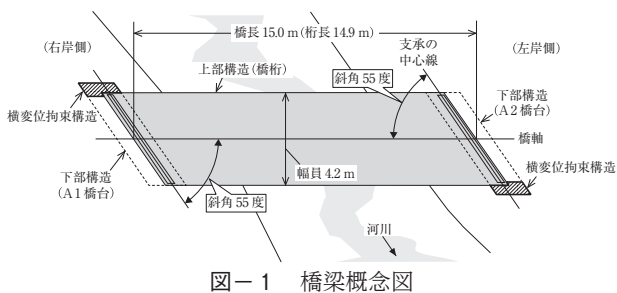 橋長 15.0 m(桁長 14.9 m)
(右岸側)
支承の
中心線
(左岸側)
上部構造(橋桁)
斜角 55 度
横変位拘束構造
下部構造
(A 2 橋台)
橋軸
下部構造
(A 1 橋台)
幅員 4.2 m
横変位拘束構造
斜角 55 度
河川
図－1 橋梁概念図